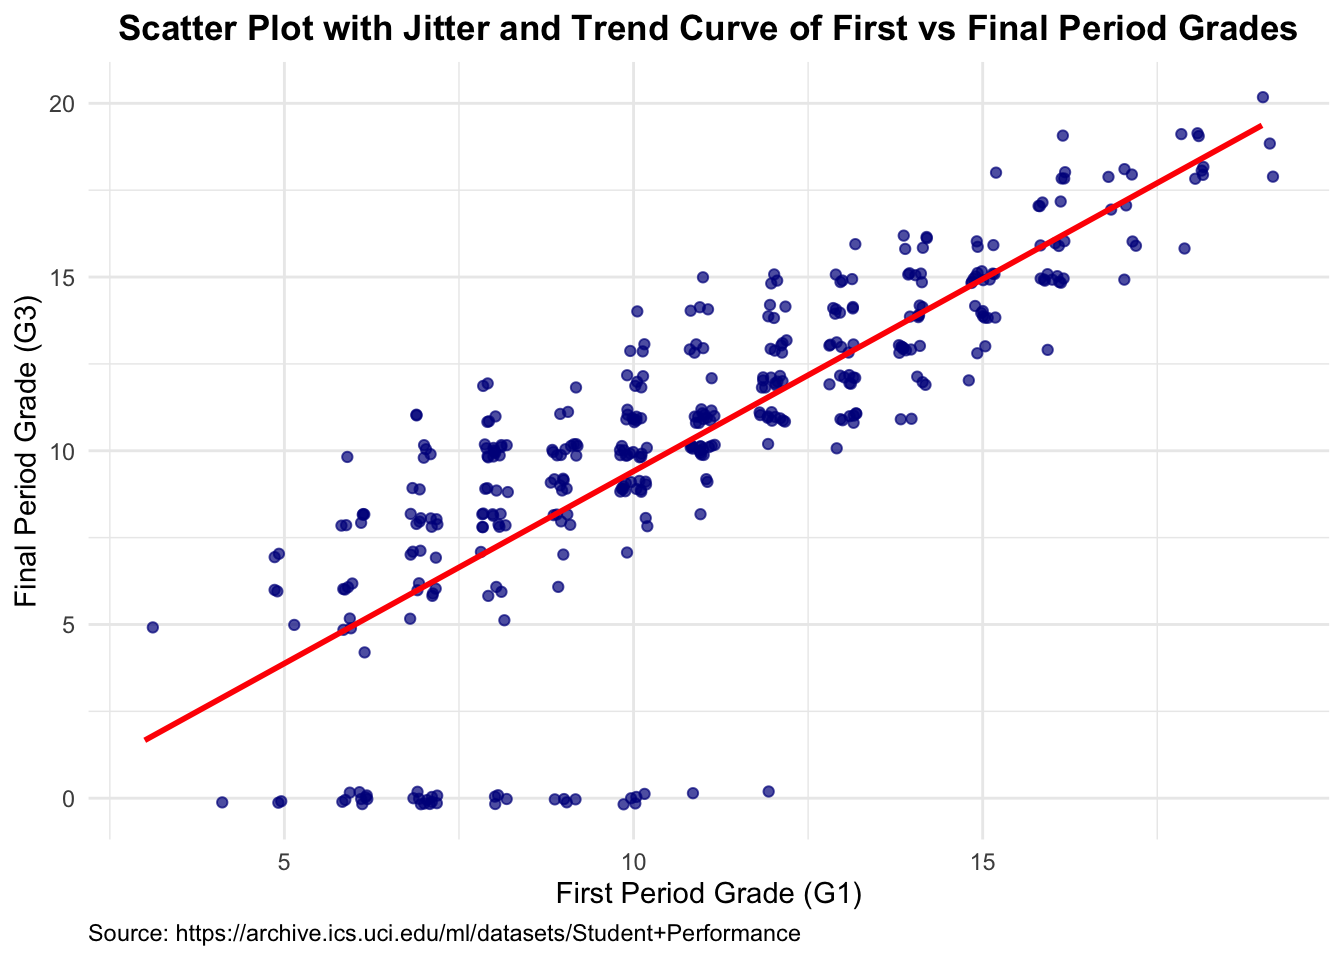 Scatter Plot with Jitter and Trend Curve of First vs Final Period Grades
Final Period Grade (G3)
20
15
10
5
0
5
10
15
First Period Grade (G1)
Source: https://archive.ics.uci.edu/ml/datasets/Student+Performance